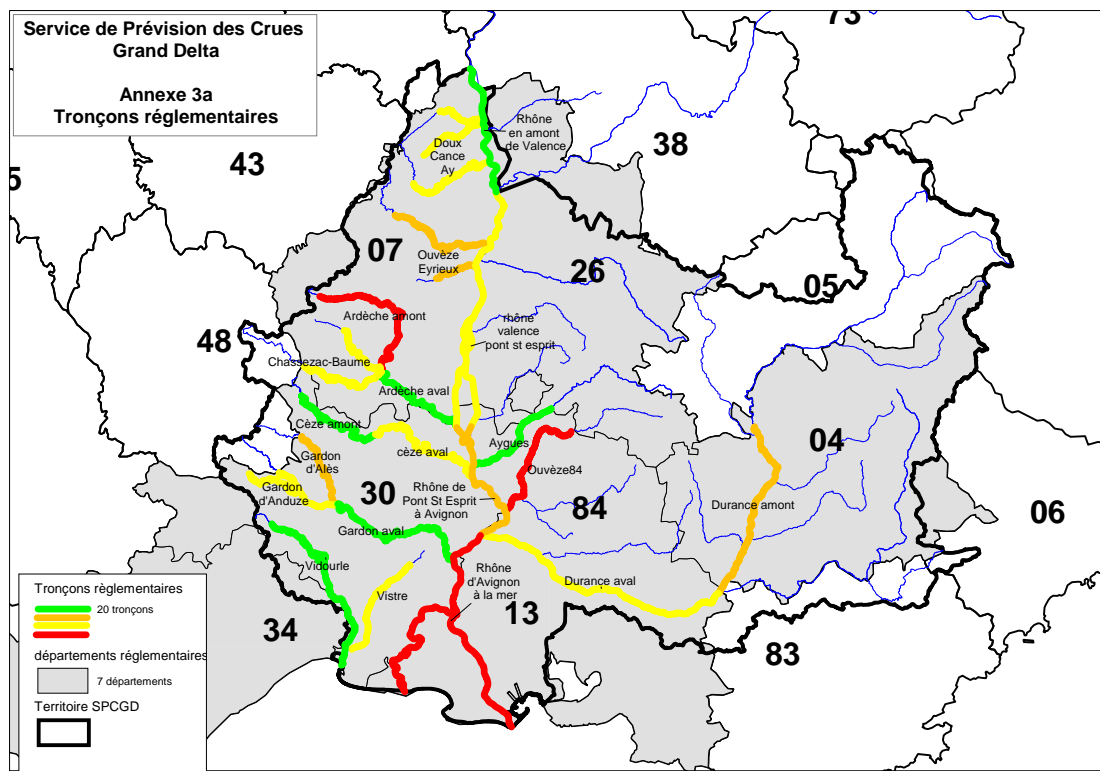 Service de Prévision des Crues
Grand Delta
Annexe 3a
Tronçons réglementaires
73
43
38
5
Rhône
en amont
de Valence
Doux
Cance
Ay
07
Ouvèze
Eyrieux
26
05
Ardèche amont
rhône
valence
pont st esprit
48
Chassezac-Baume
Ardèche aval
Cèze amont
cèze aval
Aygues
04
Gardon
d'Alès
Ouvèze84
Gardon
d'Anduze
30
Rhône de
Pont St Esprit
à Avignon
84
Durance amont
06
Gardon aval
Vidourle
Rhône
d'Avignon
à la mer
Durance aval
Vistre
13
34
83
Tronçons règlementaires
20 tronçons
départements réglementaires
7 départements
Territoire SPCGD